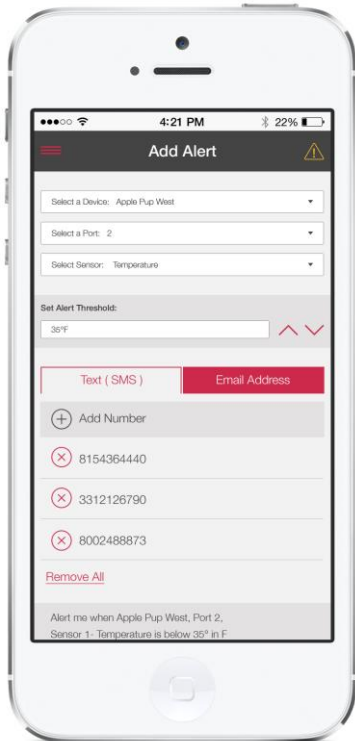 4:21 PM
22%
Add Alert
Select a Device: Apple Pup West
Select a Port: 2
Select Sensor: Temperature
Set Alert Threshold:
35°F
Text ( SMS )
Email Address
Add Number
8154364440
3312126790
8002488873
Remove All
Alert me when Apple Pup West, Port 2,
Sensor 1- Temperature is below 35° in F